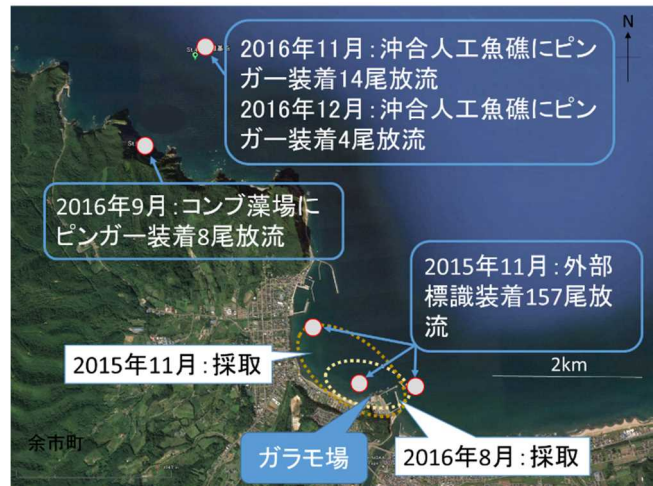 2016年11月：沖合人工魚礁にピン
ガー装着14尾放流
2016年12月：沖合人工魚礁にピン
ガー装着4尾放流
N
2016年9月：コンブ藻場に
ピンガー装着8尾放流
2015年11月：外部
標識装着157尾放
流
2015年11月：採取
2km
余市町
ガラモ場
2016年8月：採取